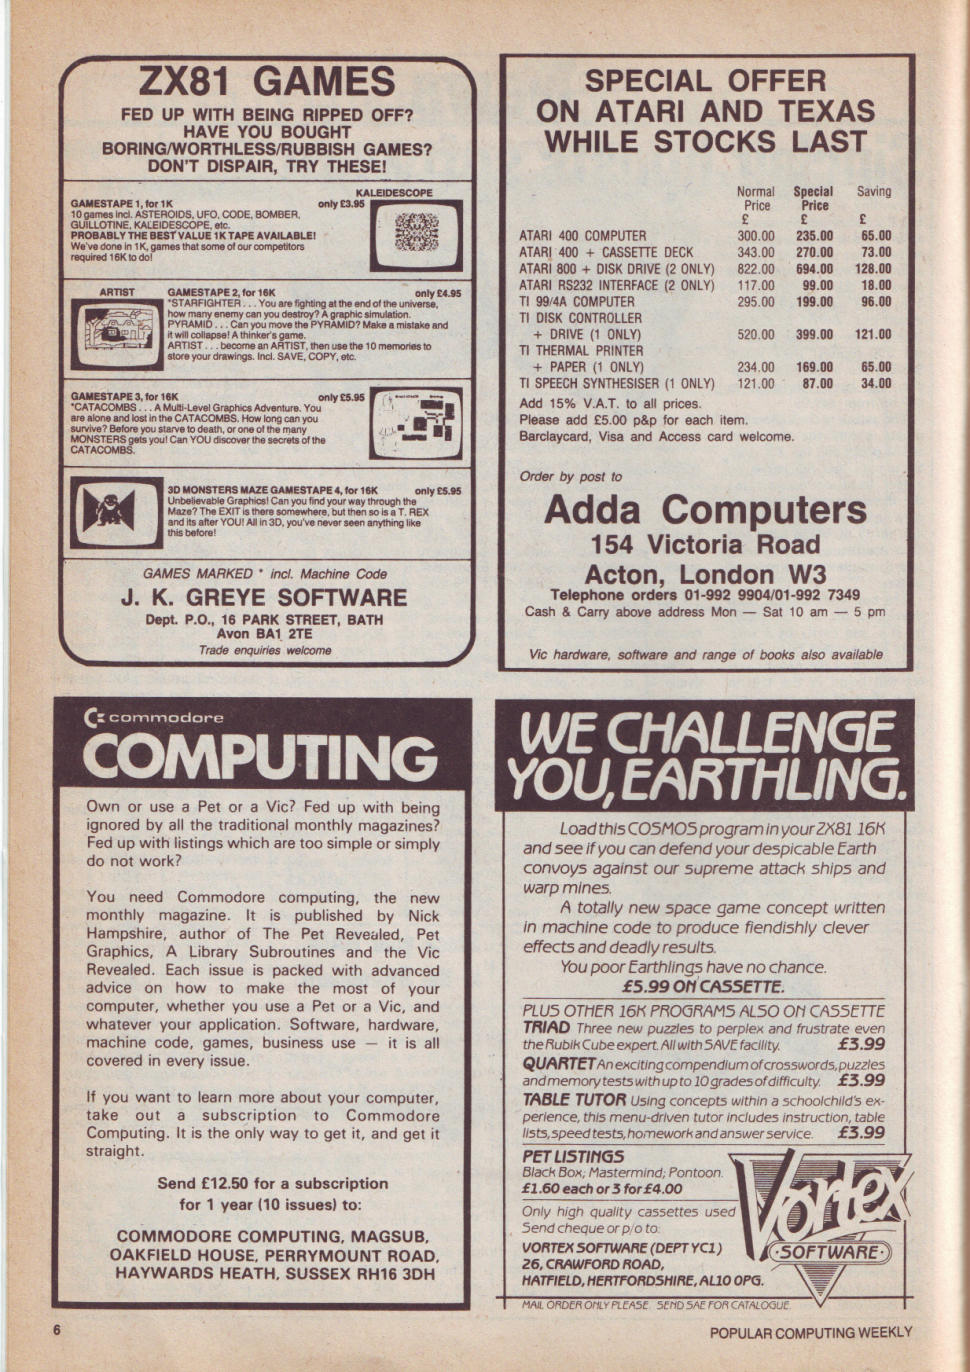 ZX81 GAMES
FED UP WITH BEING RIPPED OFF?
HAVE YOU BOUGHT
BORING/WORTHLESS/RUBBISH GAMES?
DON'T DISPAIR, TRY THESE!
KALEIDESCOPE
GAMESTAPE 1, for 1K only £3.95
10 games incl. ASTEROIDS, UFO, CODE, BOMBER,
GUILLOTINE, KALEIDESCOPE, etc.
PROBABLY THE BEST VALUE 1K TAPE AVAILABLE!
We've done in 1K, games that some of our competitors
required 16K to do!
ARTIST
GAMESTAPE 2, for 16K only £4.95
*STARFIGHTER . . . You are fighting at the end of the universe,
how many enemy can you destroy? A graphic simulation.
PYRAMID . . . Can you move the PYRAMID? Make a mistake and
it will collapse! A thinker's game.
ARTIST . . . become an ARTIST, then use the 10 memories to
store your drawings. Incl. SAVE, COPY, etc.
GAMESTAPE 3, for 16K only £5.95
*CATACOMBS . . . A Multi-Level Graphics Adventure. You
are alone and lost in the CATACOMBS. How long can you
survive? Before you starve to death, or one of the many
MONSTERS gets you! Can YOU discover the secrets of the
CATACOMBS.
3D MONSTERS MAZE GAMESTAPE 4, for 16K only £5.95
Unbelievable Graphics! Can you find your way through the
Maze? The EXIT is there somewhere, but then so is a T. REX
and its after YOU! All in 3D, you've never seen anything like
this before!
GAMES MARKED * incl. Machine Code
J. K. GREYE SOFTWARE
Dept. P.O., 16 PARK STREET, BATH
Avon BA1 2TE
Trade enquiries welcome
SPECIAL OFFER
ON ATARI AND TEXAS
WHILE STOCKS LAST
Normal Special Saving
Price Price
£ £ £
ATARI 400 COMPUTER 300.00 235.00 65.00
ATARI 400 + CASSETTE DECK 343.00 270.00 73.00
ATARI 800 + DISK DRIVE (2 ONLY) 822.00 694.00 128.00
ATARI RS232 INTERFACE (2 ONLY) 117.00 99.00 18.00
TI 99/4A COMPUTER 295.00 199.00 96.00
TI DISK CONTROLLER
+ DRIVE (1 ONLY) 520.00 399.00 121.00
TI THERMAL PRINTER
+ PAPER (1 ONLY) 234.00 169.00 65.00
TI SPEECH SYNTHESISER (1 ONLY) 121.00 87.00 34.00
Add 15% V.A.T. to all prices.
Please add £5.00 p&p for each item.
Barclaycard, Visa and Access card welcome.
Order by post to
Adda Computers
154 Victoria Road
Acton, London W3
Telephone orders 01-992 9904/01-992 7349
Cash & Carry above address Mon — Sat 10 am — 5 pm
Vic hardware, software and range of books also available
commodore
COMPUTING
Own or use a Pet or a Vic? Fed up with being
ignored by all the traditional monthly magazines?
Fed up with listings which are too simple or simply
do not work?
You need Commodore computing, the new
monthly magazine. It is published by Nick
Hampshire, author of The Pet Revealed, Pet
Graphics, A Library Subroutines and the Vic
Revealed. Each issue is packed with advanced
advice on how to make the most of your
computer, whether you use a Pet or a Vic, and
whatever your application. Software, hardware,
machine code, games, business use — it is all
covered in every issue.
If you want to learn more about your computer,
take out a subscription to Commodore
Computing. It is the only way to get it, and get it
straight.
Send £12.50 for a subscription
for 1 year (10 issues) to:
COMMODORE COMPUTING, MAGSUB,
OAKFIELD HOUSE, PERRYMOUNT ROAD,
HAYWARDS HEATH, SUSSEX RH16 3DH
WE CHALLENGE
YOU, EARTHLING.
Load this COSMOS program in your ZX81 16K
and see if you can defend your despicable Earth
convoys against our supreme attack ships and
warp mines.
A totally new space game concept written
in machine code to produce fiendishly clever
effects and deadly results.
You poor Earthlings have no chance.
£5.99 ON CASSETTE.
PLUS OTHER 16K PROGRAMS ALSO ON CASSETTE
TRIAD Three new puzzles to perplex and frustrate even
the Rubik Cube expert. All with SAVE facility. £3.99
QUARTET An exciting compendium of crosswords, puzzles
and memory tests with up to 10 grades of difficulty. £3.99
TABLE TUTOR Using concepts within a schoolchild's ex-
perience, this menu-driven tutor includes instruction, table
lists, speed tests, homework and answer service. £3.99
PET LISTINGS
Black Box; Mastermind; Pontoon.
£1.60 each or 3 for £4.00
Only high quality cassettes used
Send cheque or p/o to:
VORTEX SOFTWARE (DEPT YC1)
26, CRAWFORD ROAD,
HATFIELD, HERTFORDSHIRE, AL10 0PG.
Vortex
SOFTWARE
MAIL ORDER ONLY PLEASE. SEND SAE FOR CATALOGUE.
6
POPULAR COMPUTING WEEKLY